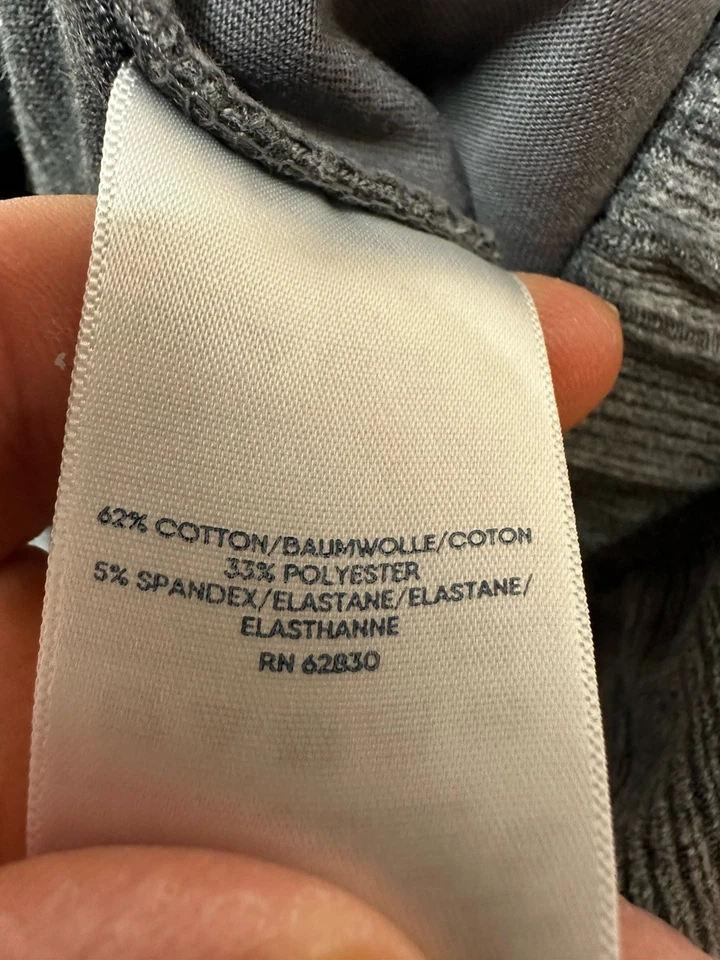 62% COTTON/BAUMWOLLE/COTON
33% POLYESTER
5% SPANDEX/ELASTANE/ELASTANE/
ELASTHANNE
RN 62830